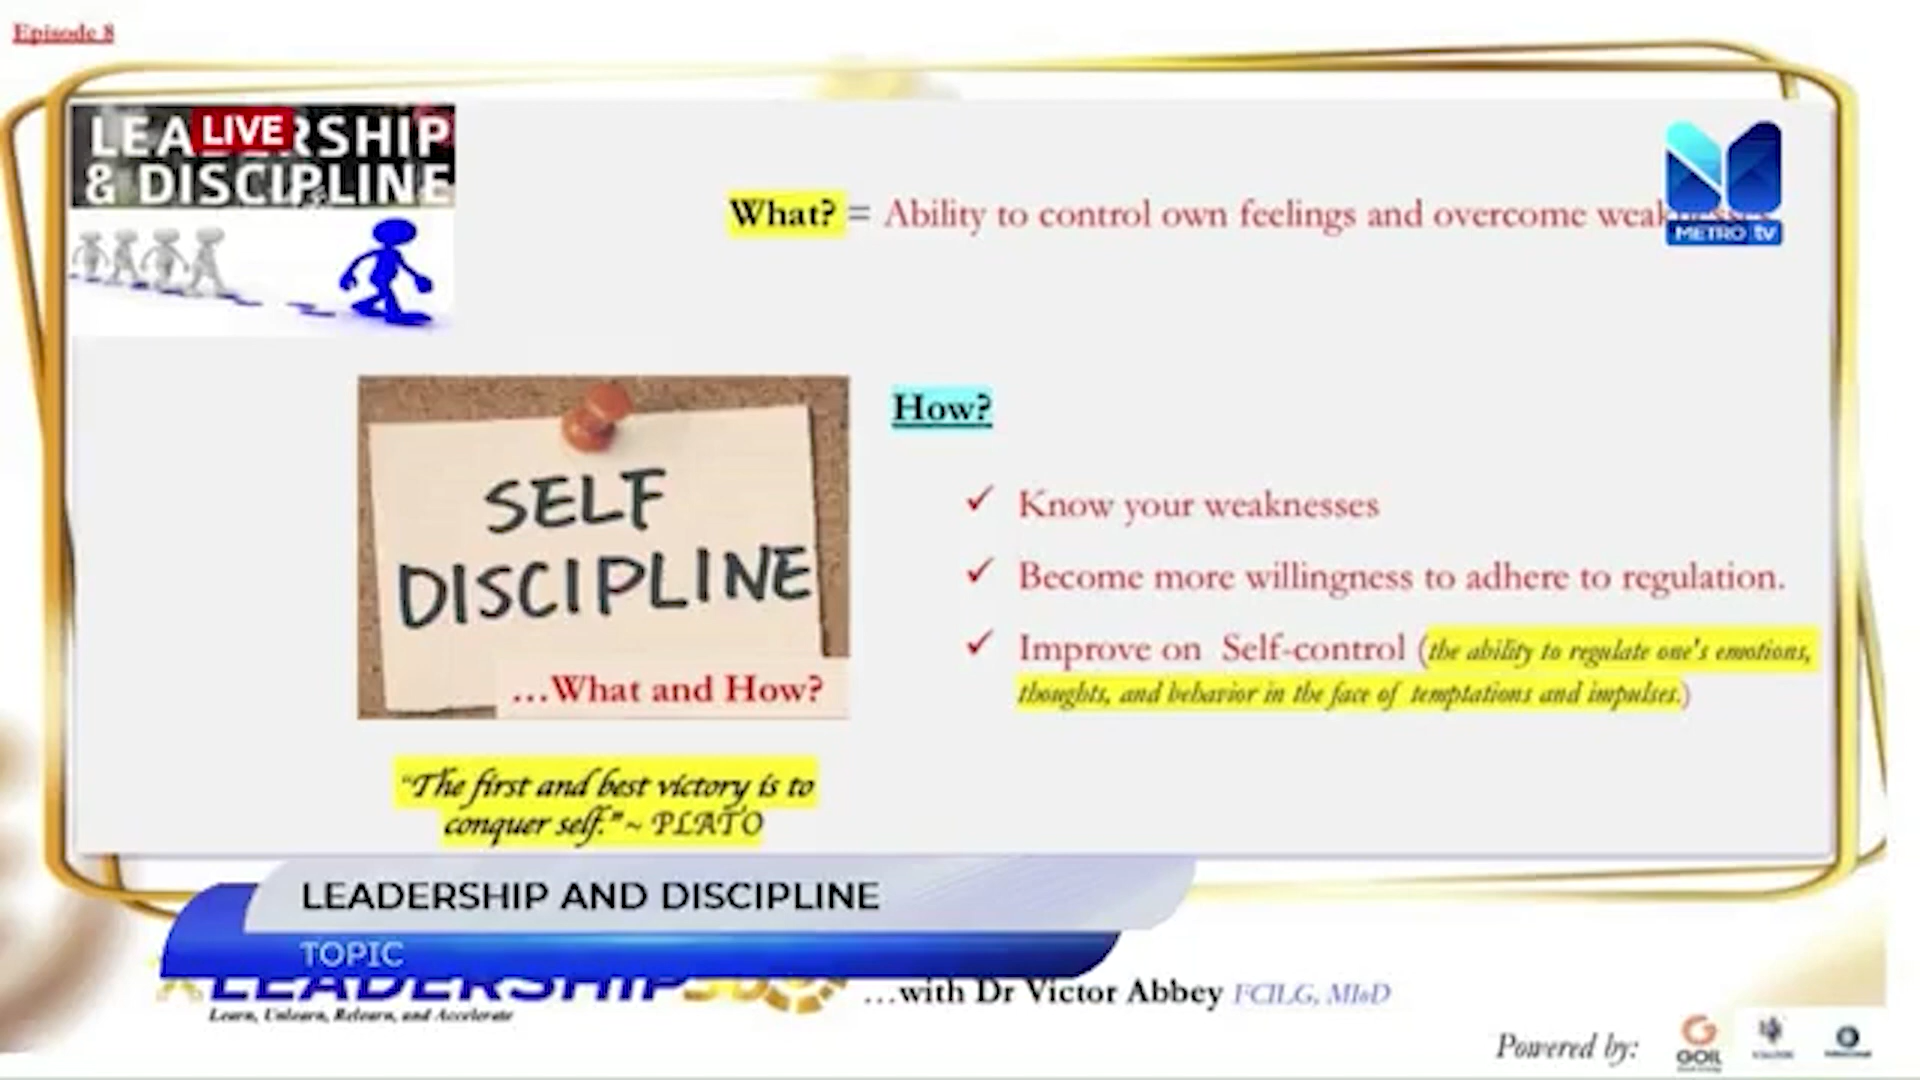 Episode 8
LEADERSHIP
LIVE
& DISCIPLINE
What? = Ability to control own feelings and overcome
METRO tv
SELF
DISCIPLINE
...What and How?
How?
✓ Know your weaknesses
✓ Become more willingness to adhere to regulation.
✓ Improve on Self-control (the ability to regulate one's emotions,
thoughts, and behavior in the face of temptations and impulses.)
“The first and best victory is to
conquer self.” ~ PLATO
LEADERSHIP AND DISCIPLINE
TOPIC
LEADERSHIP
Learn, Unlearn, Relearn, and Accelerate
...with Dr Victor Abbey FCILG, MIoD
Powered by:
GOIL